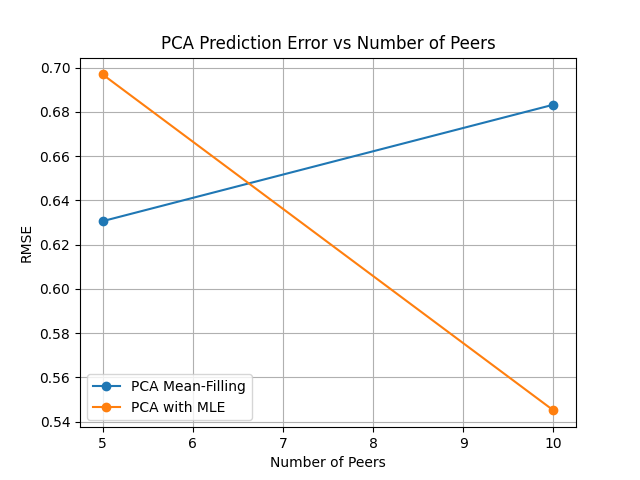 PCA Prediction Error vs Number of Peers
RMSE
0.70
0.68
0.66
0.64
0.62
0.60
0.58
0.56
0.54
PCA Mean-Filling
PCA with MLE
5 6 7 8 9 10
Number of Peers